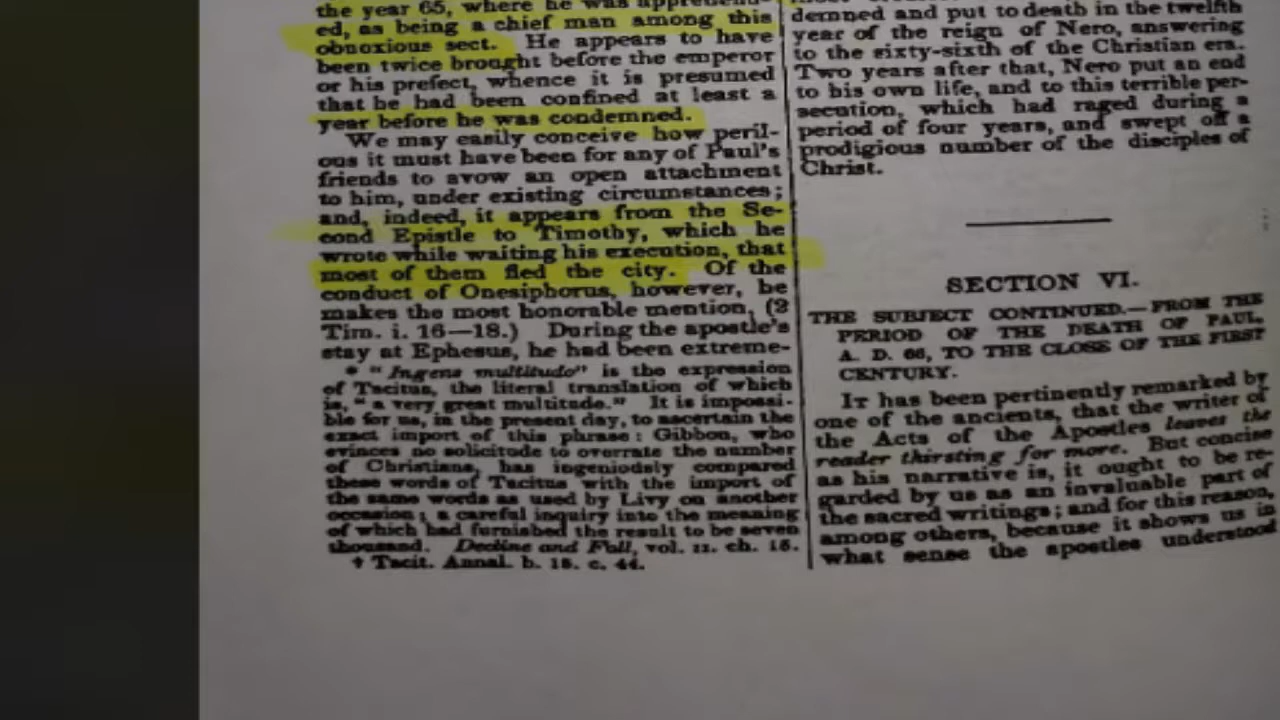 the year 65, where he was apprehend-
ed, as being a chief man among this
obnoxious sect. He appears to have
been twice brought before the emperor
or his prefect, whence it is presumed
that he had been confined at least a
year before he was condemned.
We may easily conceive how peril-
ous it must have been for any of Paul's
friends to avow an open attachment
to him, under existing circumstances;
and, indeed, it appears from the Se-
cond Epistle to Timothy, which he
wrote while waiting his execution, that
most of them fled the city. Of the
conduct of Onesiphorus, however, he
makes the most honorable mention, (2
Tim. i. 16—18.) During the apostle's
stay at Ephesus, he had been extreme-
* "Ingens multitudo" is the expression
of Tacitus, the literal translation of which
is, "a very great multitude." It is impossi-
ble for us, in the present day, to ascertain the
exact import of this phrase: Gibbon, who
evinces no solicitude to overrate the number
of Christians, has ingeniously compared
these words of Tacitus with the import of
the same words as used by Livy on another
occasion; a careful inquiry into the meaning
of which had furnished the result to be seven
thousand. Decline and Fall, vol. ii. ch. 16.
† Tacit. Annal. b. 15. c. 44.
demned and put to death in the twelfth
year of the reign of Nero, answering
to the sixty-sixth of the Christian era.
Two years after that, Nero put an end
to his own life, and to this terrible per-
secution, which had raged during a
period of four years, and swept off a
prodigious number of the disciples of
Christ.
SECTION VI.
THE SUBJECT CONTINUED.—FROM THE
PERIOD OF THE DEATH OF PAUL,
A. D. 66, TO THE CLOSE OF THE FIRST
CENTURY.
IT has been pertinently remarked by
one of the ancients, that the writer of
the Acts of the Apostles leaves the
reader thirsting for more. But concise
as his narrative is, it ought to be re-
garded by us as an invaluable part of
the sacred writings; and for this reason,
among others, because it shows us in
what sense the apostles understood